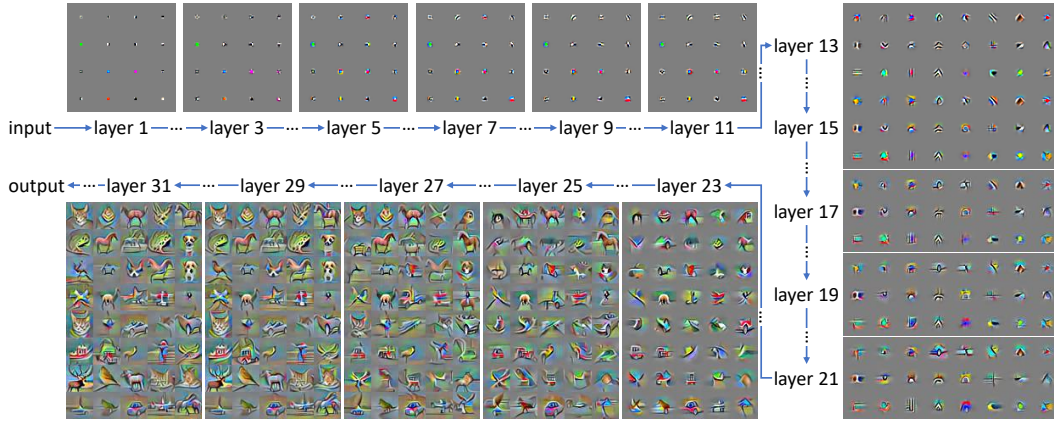 input ... layer 1 ... layer 3 ... layer 5 ... layer 7 ... layer 9 ... layer 11 ...
layer 13
...
layer 15
...
layer 17
...
layer 19
...
layer 21
...
output ... layer 31 ... layer 29 ... layer 27 ... layer 25 ... layer 23